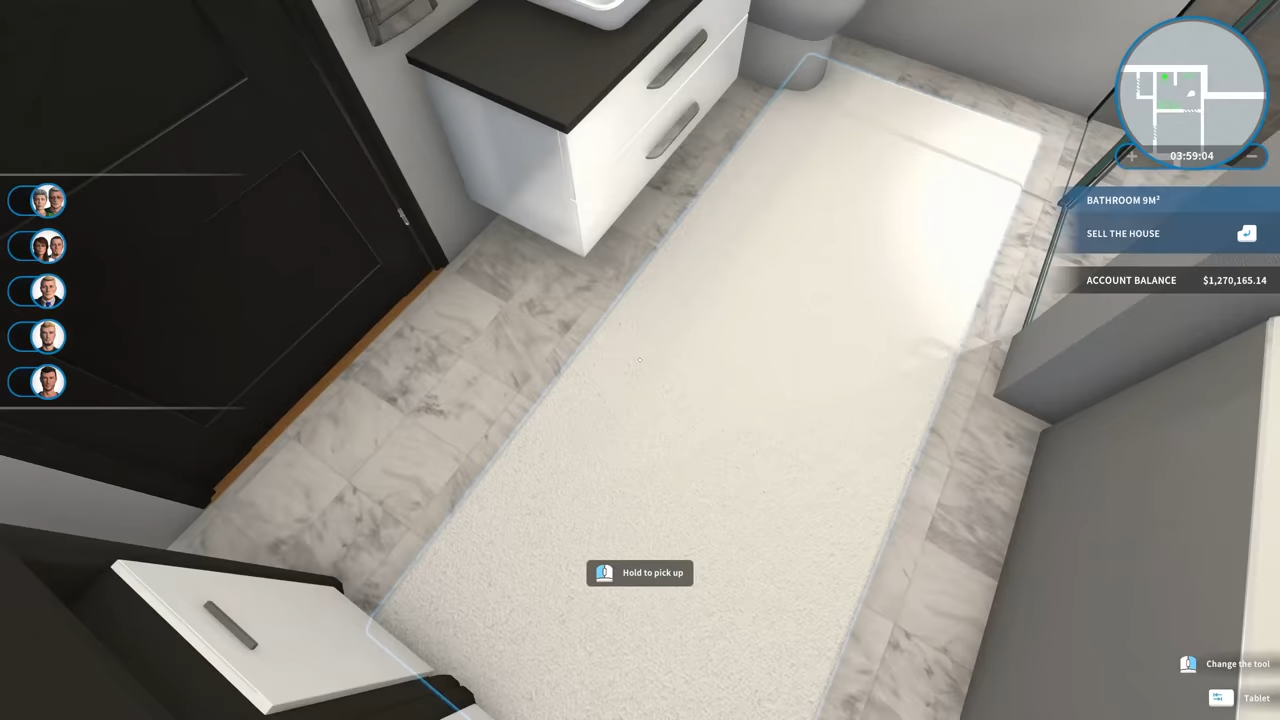 03:59:04
BATHROOM 9M²
SELL THE HOUSE
ACCOUNT BALANCE $1,270,165.14
Hold to pick up
Change the tool
Tablet